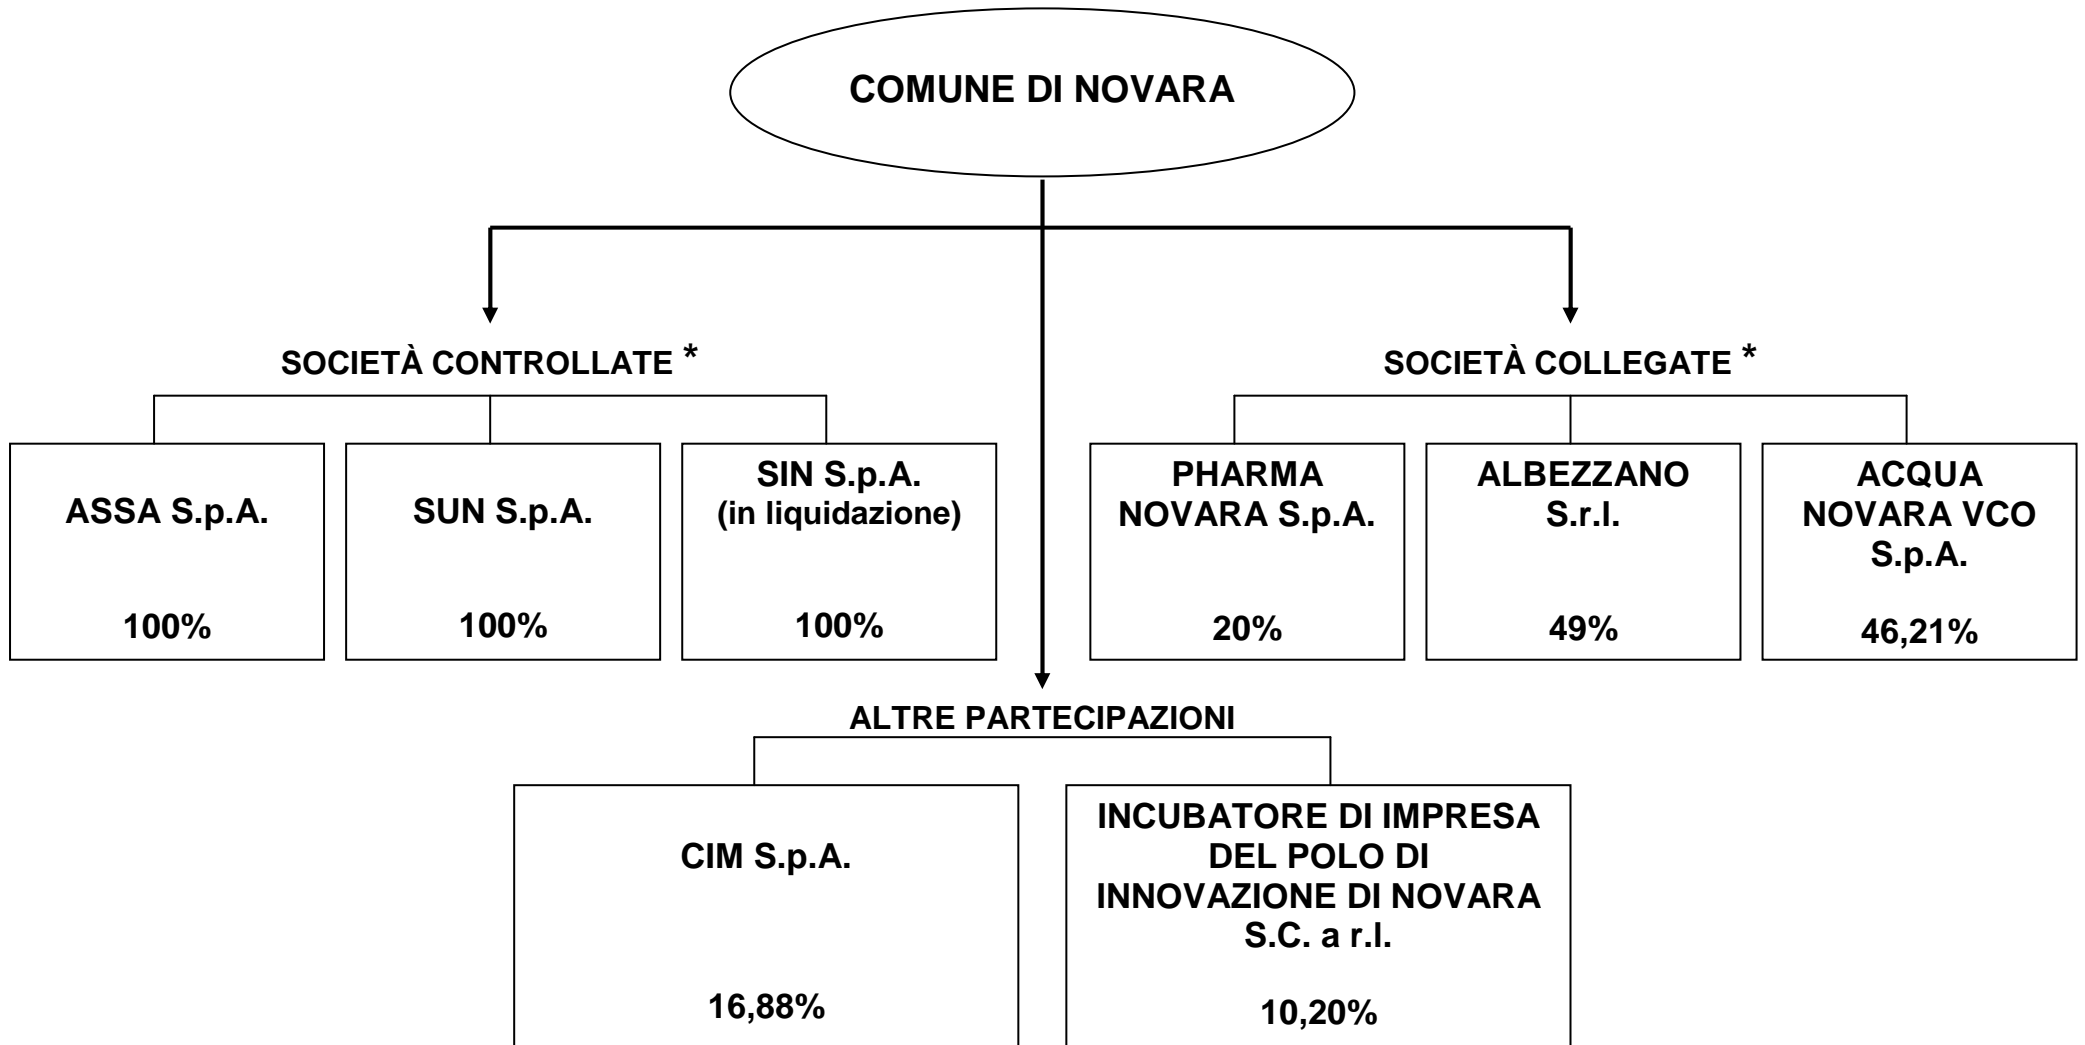 COMUNE DI NOVARA
SOCIETÀ CONTROLLATE *
ASSA S.p.A.
100%
SUN S.p.A.
100%
SIN S.p.A.
(in liquidazione)
100%
SOCIETÀ COLLEGATE *
PHARMA
NOVARA S.p.A.
20%
ALBEZZANO
S.r.l.
49%
ACQUA
NOVARA VCO
S.p.A.
46,21%
ALTRE PARTECIPAZIONI
CIM S.p.A.
16,88%
INCUBATORE DI IMPRESA
DEL POLO DI
INNOVAZIONE DI NOVARA
S.C. a r.l.
10,20%